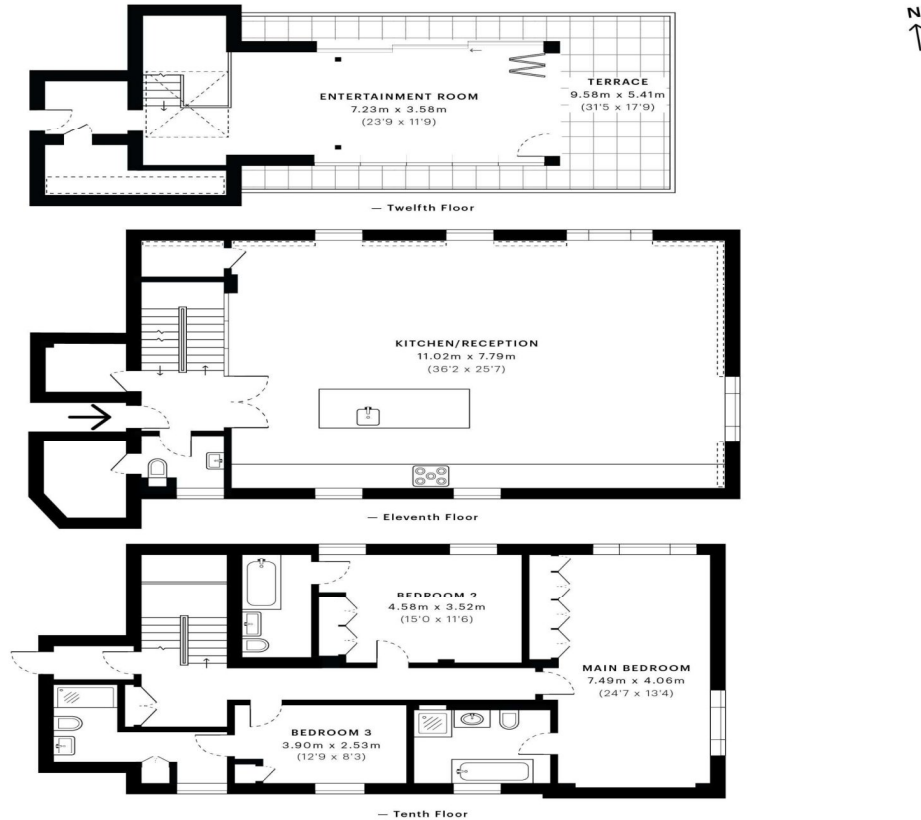 N
ENTERTAINMENT ROOM
7.23m x 3.58m
(23'9 x 11'9)
TERRACE
9.58m x 5.41m
(31'5 x 17'9)
— Twelfth Floor
KITCHEN/RECEPTION
11.02m x 7.79m
(36'2 x 25'7)
— Eleventh Floor
BEDROOM 2
4.58m x 3.52m
(15'0 x 11'6)
MAIN BEDROOM
7.49m x 4.06m
(24'7 x 13'4)
BEDROOM 3
3.90m x 2.53m
(12'9 x 8'3)
— Tenth Floor